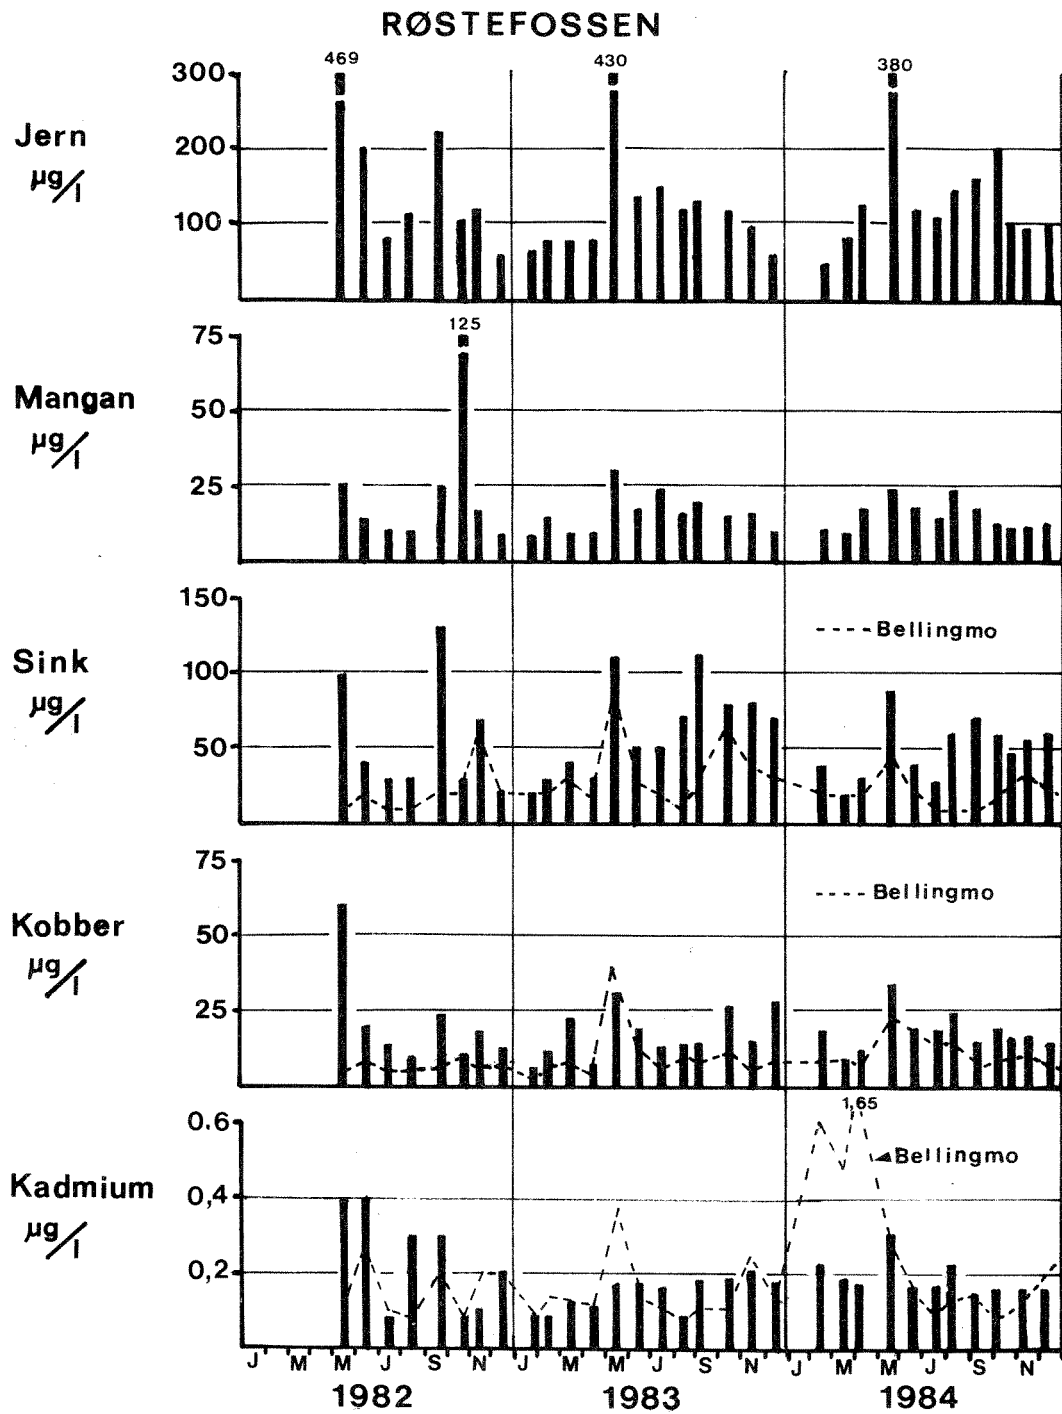 RØSTEFOSSEN
469 430 380
300
Jern
200
µg/l
100
125
75
Mangan
50
µg/l
25
150
Bellingmo
Sink
100
µg/l
50
75
Bellingmo
Kobber
50
µg/l
25
1,65
0.6
Bellingmo
Kadmium
0,4
µg/l
0,2
J M M J S N J M M J S N J M M J S N
1982 1983 1984